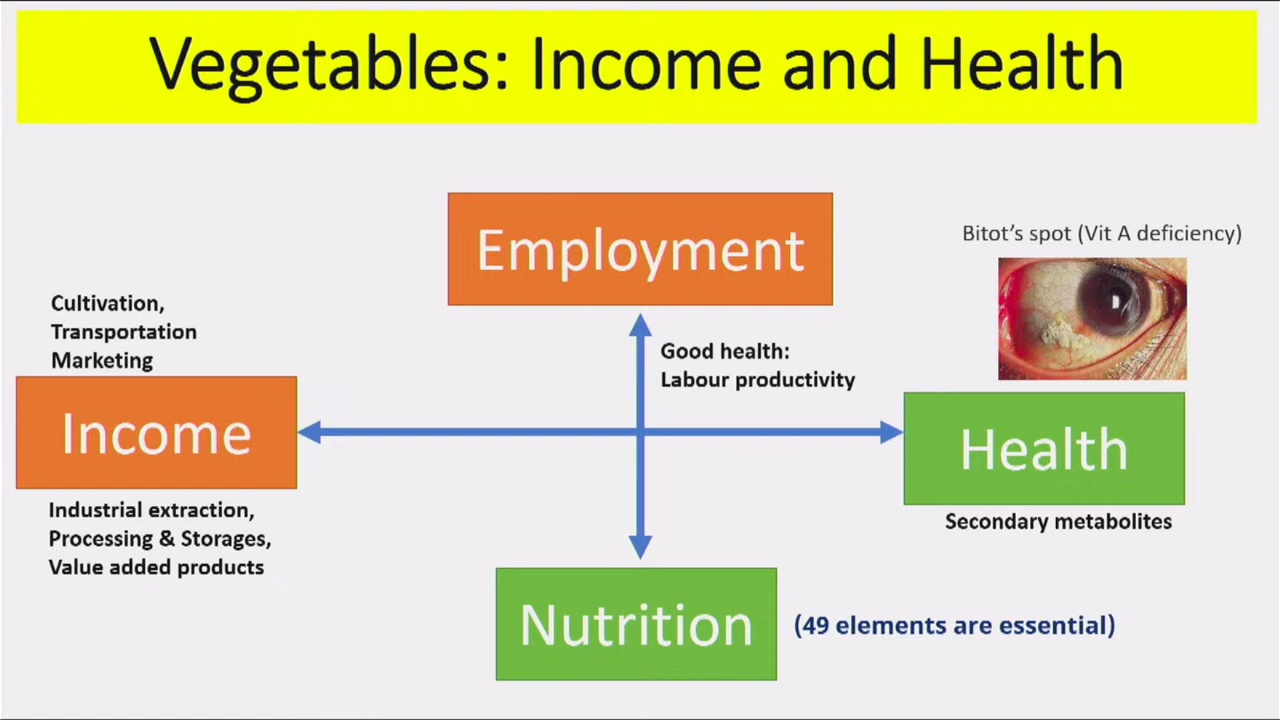 Vegetables: Income and Health
Employment
Bitot’s spot (Vit A deficiency)
Cultivation,
Transportation
Marketing
Good health:
Labour productivity
Income
Health
Industrial extraction,
Processing & Storages,
Value added products
Secondary metabolites
Nutrition
(49 elements are essential)